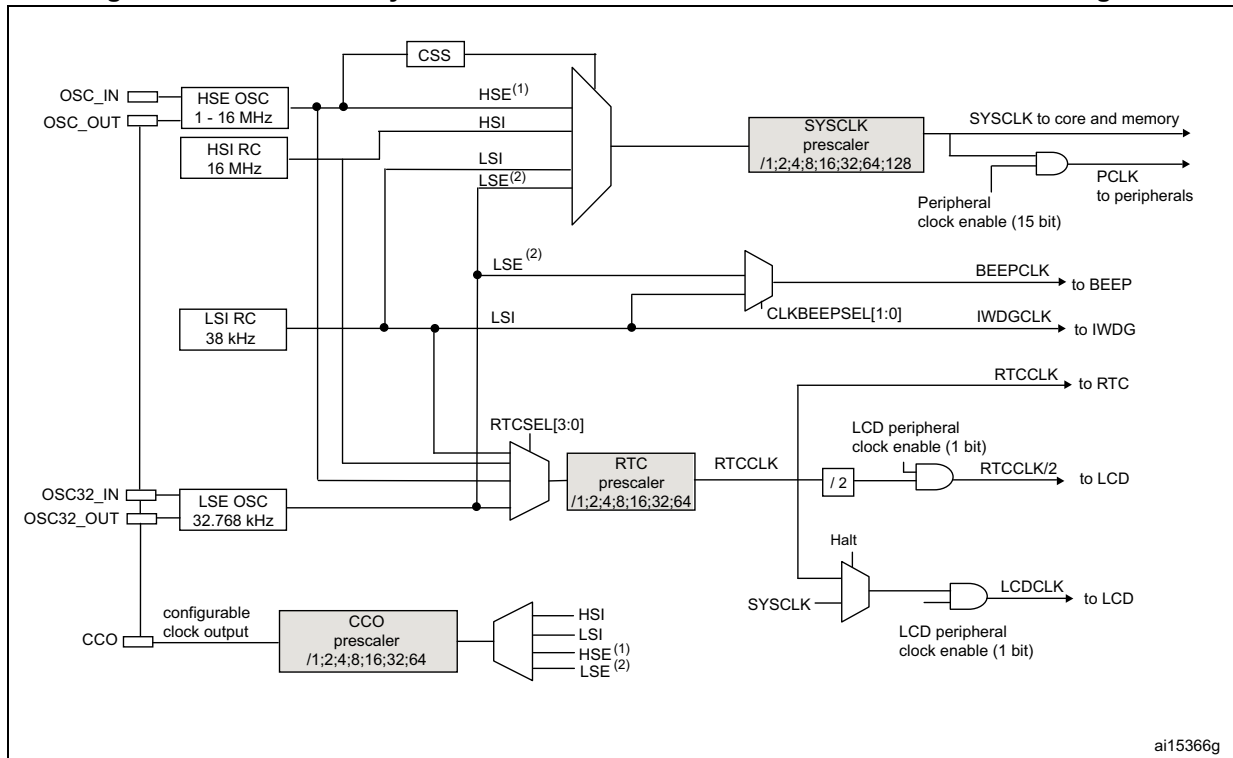 CSS
OSC_IN
OSC_OUT
HSE OSC
1 - 16 MHz
HSE(1)
HSI RC
16 MHz
HSI
LSI
LSE(2)
SYSCLK
prescaler
/1;2;4;8;16;32;64;128
SYSCLK to core and memory
PCLK
to peripherals
Peripheral
clock enable (15 bit)
LSE (2)
BEEPCLK
to BEEP
CLKBEEPSEL[1:0]
LSI RC
38 kHz
LSI
IWDGCLK
to IWDG
RTCCLK
to RTC
RTCSEL[3:0]
RTC
prescaler
/1;2;4;8;16;32;64
RTCCLK
/ 2
LCD peripheral
clock enable (1 bit)
RTCCLK/2
to LCD
OSC32_IN
OSC32_OUT
LSE OSC
32.768 kHz
Halt
SYSCLK
LCDCLK
to LCD
LCD peripheral
clock enable (1 bit)
CCO
configurable
clock output
CCO
prescaler
/1;2;4;8;16;32;64
HSI
LSI
HSE(1)
LSE(2)
ai15366g